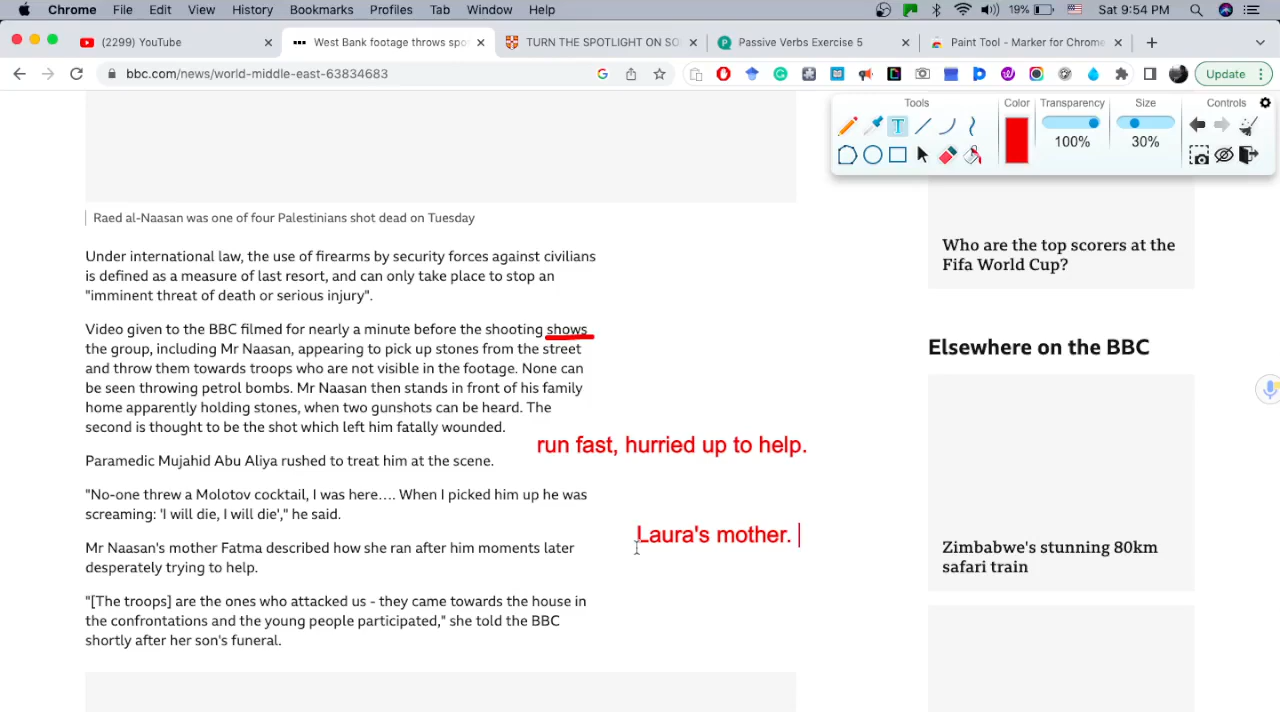 Chrome File Edit View History Bookmarks Profiles Tab Window Help 19% Sat 9:54 PM
(2299) YouTube West Bank footage throws spo TURN THE SPOTLIGHT ON SO Passive Verbs Exercise 5 Paint Tool - Marker for Chrome
bbc.com/news/world-middle-east-63834683 Update
Tools Color Transparency Size Controls
100% 30%
Raed al-Naasan was one of four Palestinians shot dead on Tuesday
Under international law, the use of firearms by security forces against civilians
is defined as a measure of last resort, and can only take place to stop an
"imminent threat of death or serious injury".
Video given to the BBC filmed for nearly a minute before the shooting shows
the group, including Mr Naasan, appearing to pick up stones from the street
and throw them towards troops who are not visible in the footage. None can
be seen throwing petrol bombs. Mr Naasan then stands in front of his family
home apparently holding stones, when two gunshots can be heard. The
second is thought to be the shot which left him fatally wounded.
run fast, hurried up to help.
Paramedic Mujahid Abu Aliya rushed to treat him at the scene.
"No-one threw a Molotov cocktail, I was here.... When I picked him up he was
screaming: 'I will die, I will die'," he said.
Laura's mother.
Mr Naasan's mother Fatma described how she ran after him moments later
desperately trying to help.
"[The troops] are the ones who attacked us - they came towards the house in
the confrontations and the young people participated," she told the BBC
shortly after her son's funeral.
Who are the top scorers at the
Fifa World Cup?
Elsewhere on the BBC
Zimbabwe's stunning 80km
safari train